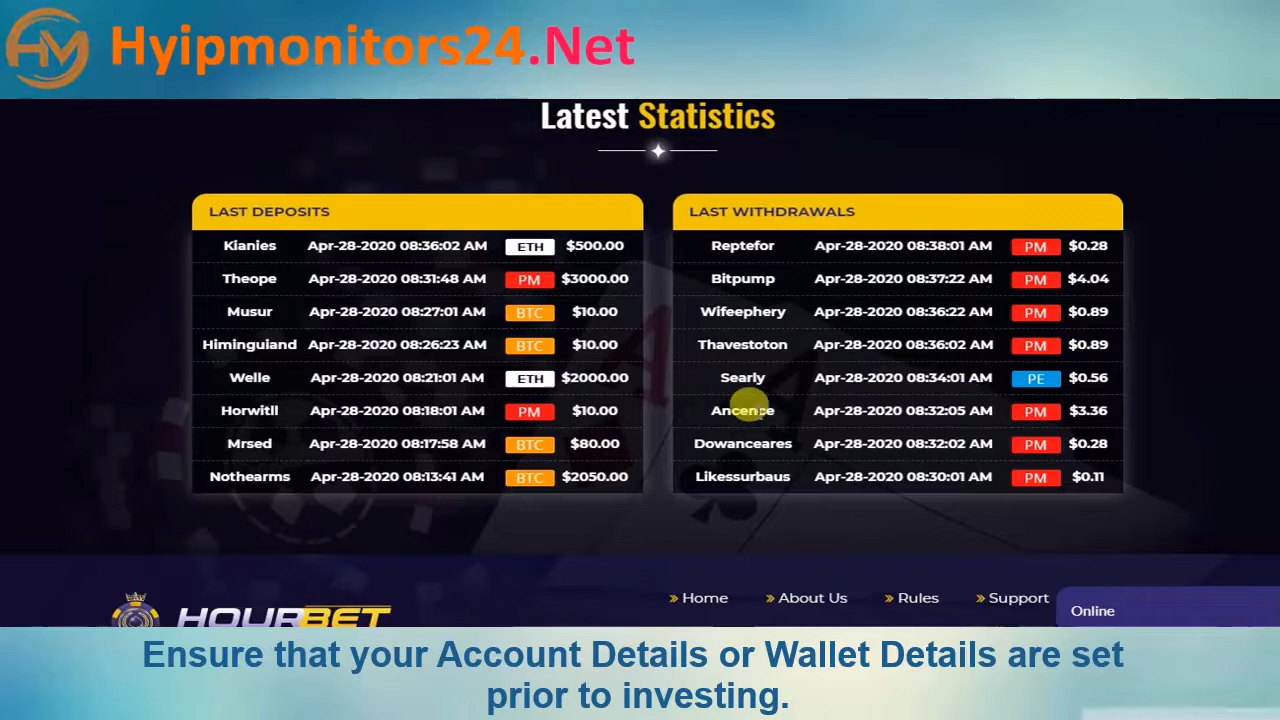 HM Hyipmonitors24.Net
Latest Statistics
LAST DEPOSITS
Kianies Apr-28-2020 08:36:02 AM ETH $500.00
Theope Apr-28-2020 08:31:48 AM PM $3000.00
Musur Apr-28-2020 08:27:01 AM BTC $10.00
Himinguiand Apr-28-2020 08:26:23 AM BTC $10.00
Welle Apr-28-2020 08:21:01 AM ETH $2000.00
Horwitll Apr-28-2020 08:18:01 AM PM $10.00
Mrsed Apr-28-2020 08:17:58 AM BTC $80.00
Nothearms Apr-28-2020 08:13:41 AM BTC $2050.00
LAST WITHDRAWALS
Reptefor Apr-28-2020 08:38:01 AM PM $0.28
Bitpump Apr-28-2020 08:37:22 AM PM $4.04
Wifeephery Apr-28-2020 08:36:22 AM PM $0.89
Thavestoton Apr-28-2020 08:36:02 AM PM $0.89
Searly Apr-28-2020 08:34:01 AM PE $0.56
Ancence Apr-28-2020 08:32:05 AM PM $3.36
Dowanceares Apr-28-2020 08:32:02 AM PM $0.28
Likessurbaus Apr-28-2020 08:30:01 AM PM $0.11
HOURBET
» Home » About Us » Rules » Support
Online
Ensure that your Account Details or Wallet Details are set
prior to investing.